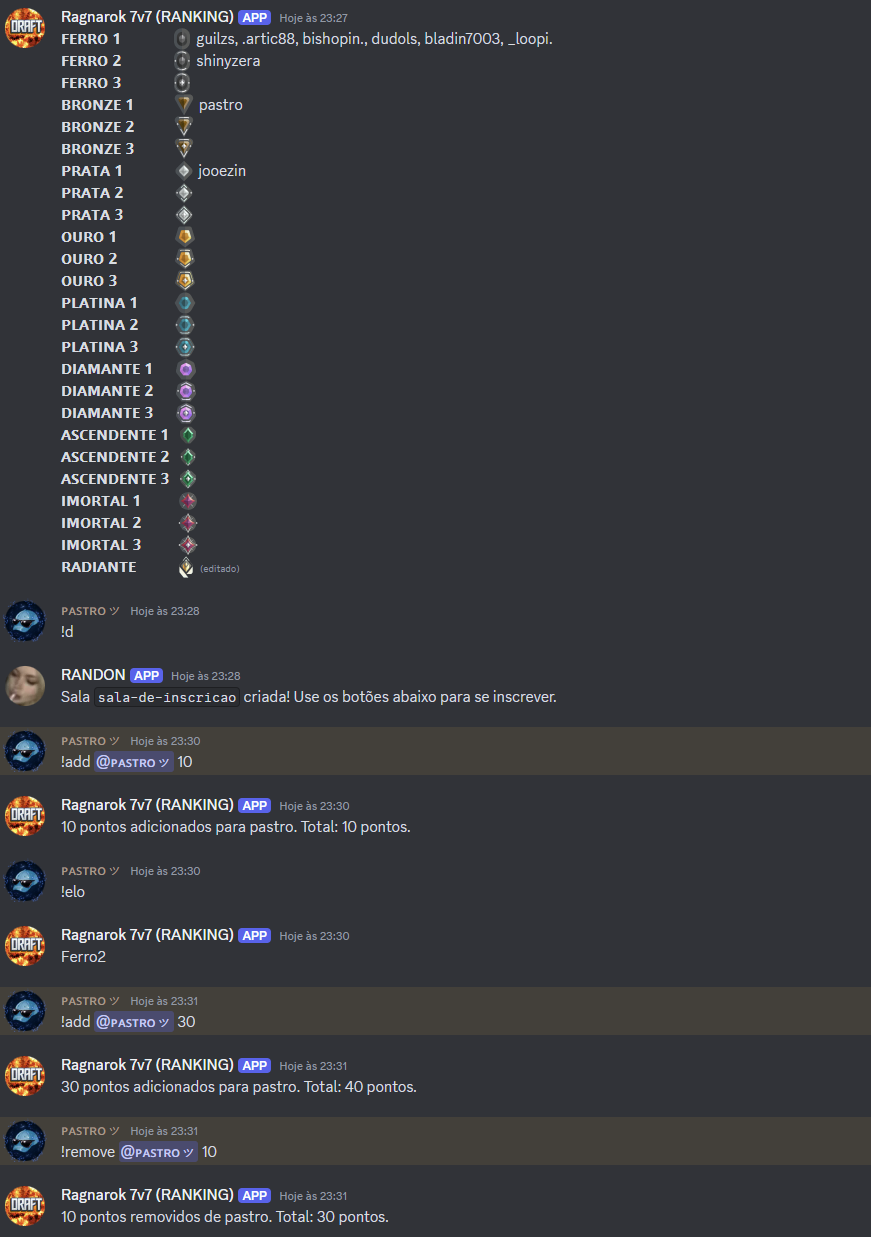 Ragnarok 7v7 (RANKING) APP Hoje às 23:27
FERRO 1 guilzs, .artic88, bishopin., dudols, bladin7003, _loopi.
FERRO 2 shinyzera
FERRO 3
BRONZE 1 pastro
BRONZE 2
BRONZE 3
PRATA 1 jooezin
PRATA 2
PRATA 3
OURO 1
OURO 2
OURO 3
PLATINA 1
PLATINA 2
PLATINA 3
DIAMANTE 1
DIAMANTE 2
DIAMANTE 3
ASCENDENTE 1
ASCENDENTE 2
ASCENDENTE 3
IMORTAL 1
IMORTAL 2
IMORTAL 3
RADIANTE (editado)
ᴘᴀsᴛʀᴏ ツ Hoje às 23:28
!d
RANDON APP Hoje às 23:28
Sala sala-de-inscricao criada! Use os botões abaixo para se inscrever.
ᴘᴀsᴛʀᴏ ツ Hoje às 23:30
!add @ᴘᴀsᴛʀᴏ ツ 10
DRAFT
Ragnarok 7v7 (RANKING) APP Hoje às 23:30
10 pontos adicionados para pastro. Total: 10 pontos.
ᴘᴀsᴛʀᴏ ツ Hoje às 23:30
!elo
DRAFT
Ragnarok 7v7 (RANKING) APP Hoje às 23:30
Ferro2
ᴘᴀsᴛʀᴏ ツ Hoje às 23:31
!add @ᴘᴀsᴛʀᴏ ツ 30
DRAFT
Ragnarok 7v7 (RANKING) APP Hoje às 23:31
30 pontos adicionados para pastro. Total: 40 pontos.
ᴘᴀsᴛʀᴏ ツ Hoje às 23:31
!remove @ᴘᴀsᴛʀᴏ ツ 10
DRAFT
Ragnarok 7v7 (RANKING) APP Hoje às 23:31
10 pontos removidos de pastro. Total: 30 pontos.